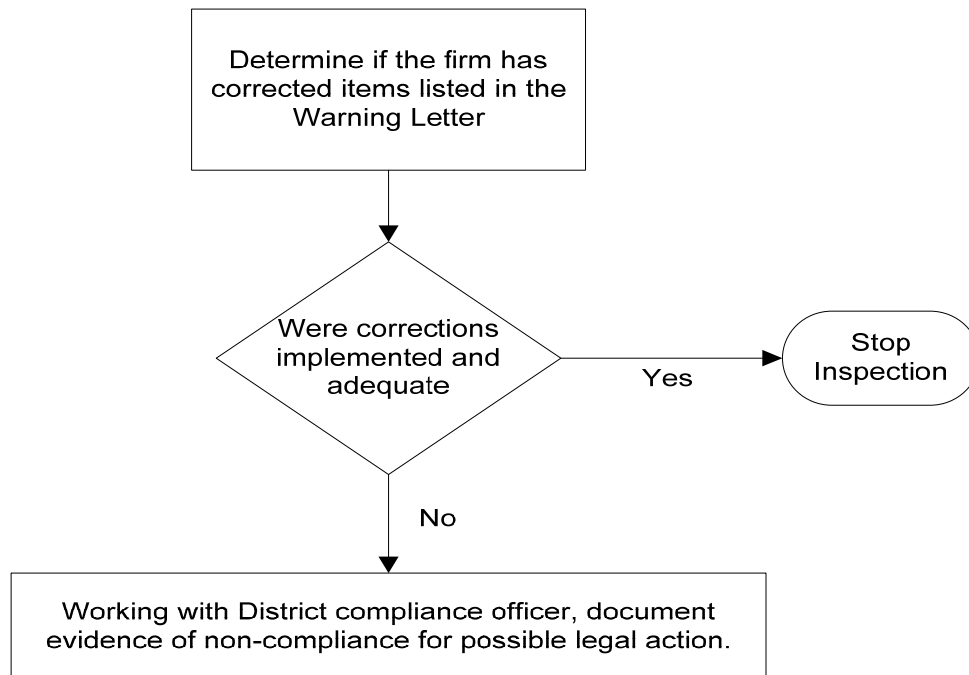 Determine if the firm has
corrected items listed in the
Warning Letter
Were corrections
implemented and
adequate
Yes
Stop
Inspection
No
Working with District compliance officer, document
evidence of non-compliance for possible legal action.